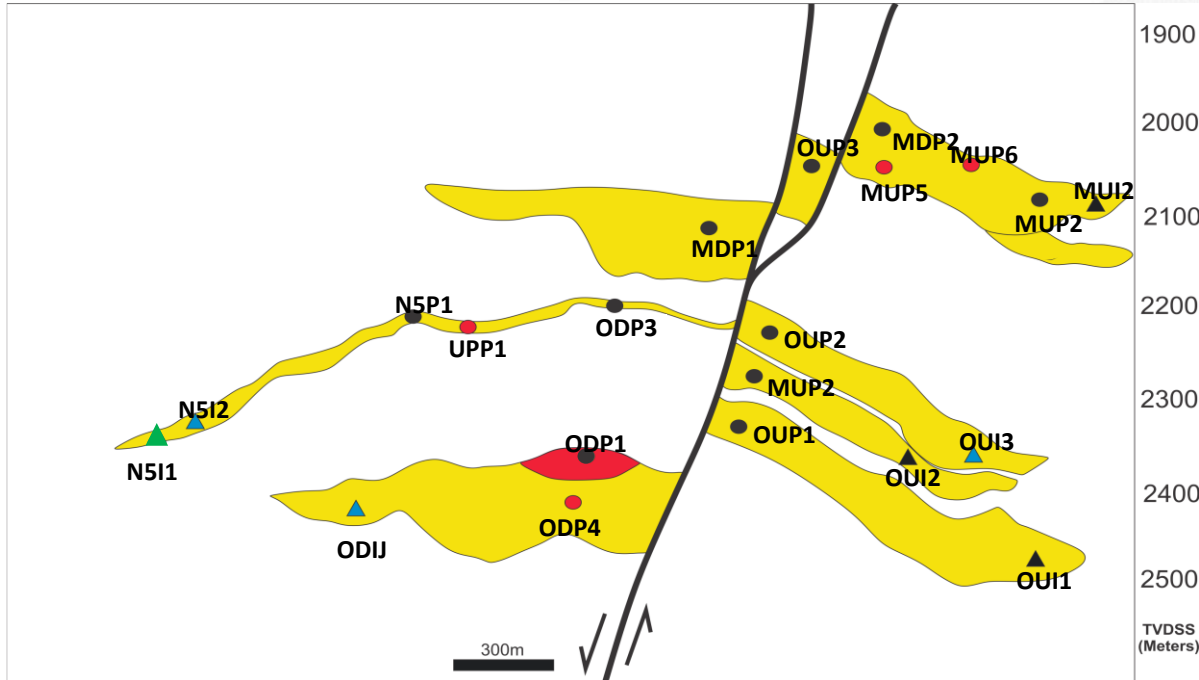 1900
2000
OUP3
MDP2
MUP6
MUP5
MUI2
MUP2
2100
MDP1
2200
N5P1
ODP3
UPP1
OUP2
MUP2
2300
N5I2
OUP1
ODP1
OUI3
N5I1
OUI2
2400
ODP4
ODIJ
OUI1
2500
TVDSS
(Meters)
300m